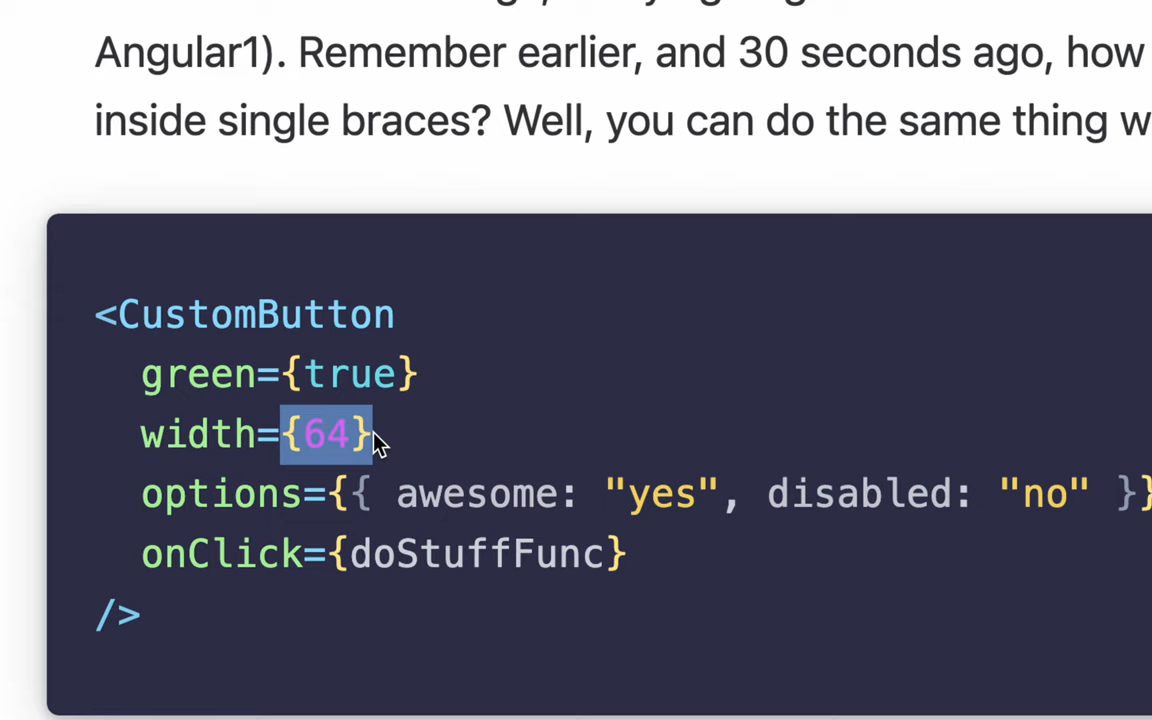 Angular1). Remember earlier, and 30 seconds ago, how
inside single braces? Well, you can do the same thing
<CustomButton
green={true}
width={64}
options={{ awesome: "yes", disabled: "no" }}
onClick={doStuffFunc}
/>